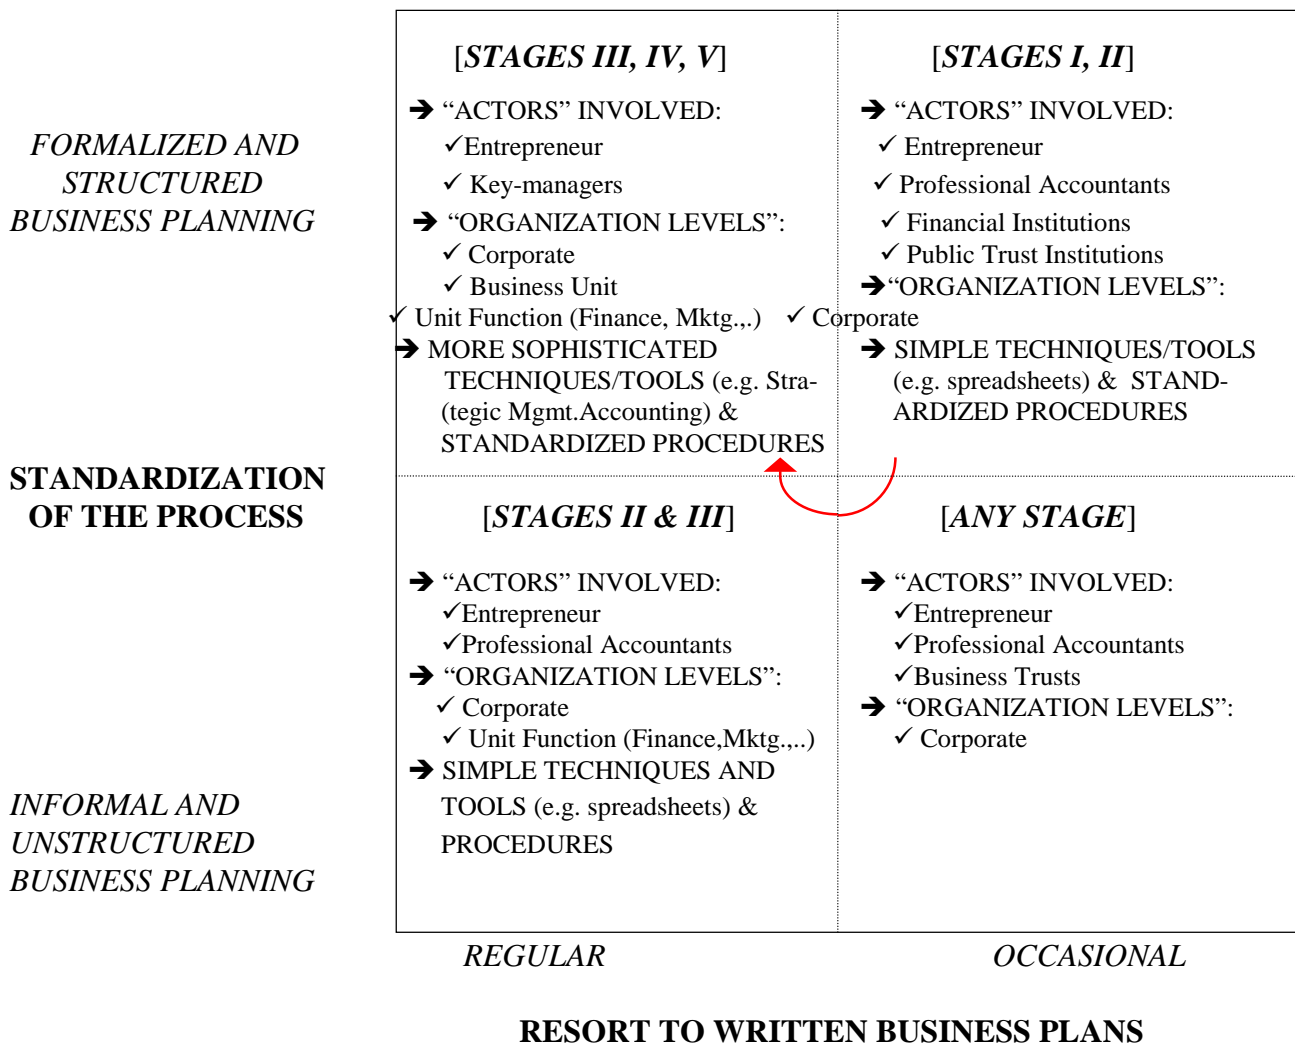 [STAGES III, IV, V]
➔ “ACTORS” INVOLVED:
✓Entrepreneur
✓ Key-managers
➔ “ORGANIZATION LEVELS”:
✓ Corporate
✓ Business Unit
✓ Unit Function (Finance, Mktg.,.)
➔ MORE SOPHISTICATED
TECHNIQUES/TOOLS (e.g. Stra-
(tegic Mgmt.Accounting) &
STANDARDIZED PROCEDURES
[STAGES I, II]
➔ “ACTORS” INVOLVED:
✓ Entrepreneur
✓ Professional Accountants
✓ Financial Institutions
✓ Public Trust Institutions
➔“ORGANIZATION LEVELS”:
✓ Corporate
➔ SIMPLE TECHNIQUES/TOOLS
(e.g. spreadsheets) & STAND-
ARDIZED PROCEDURES
FORMALIZED AND
STRUCTURED
BUSINESS PLANNING
STANDARDIZATION
OF THE PROCESS
[STAGES II & III]
➔ “ACTORS” INVOLVED:
✓Entrepreneur
✓Professional Accountants
➔ “ORGANIZATION LEVELS”:
✓ Corporate
✓ Unit Function (Finance,Mktg.,..)
➔ SIMPLE TECHNIQUES AND
TOOLS (e.g. spreadsheets) &
PROCEDURES
[ANY STAGE]
➔ “ACTORS” INVOLVED:
✓Entrepreneur
✓Professional Accountants
✓Business Trusts
➔ “ORGANIZATION LEVELS”:
✓ Corporate
INFORMAL AND
UNSTRUCTURED
BUSINESS PLANNING
REGULAR
OCCASIONAL
RESORT TO WRITTEN BUSINESS PLANS